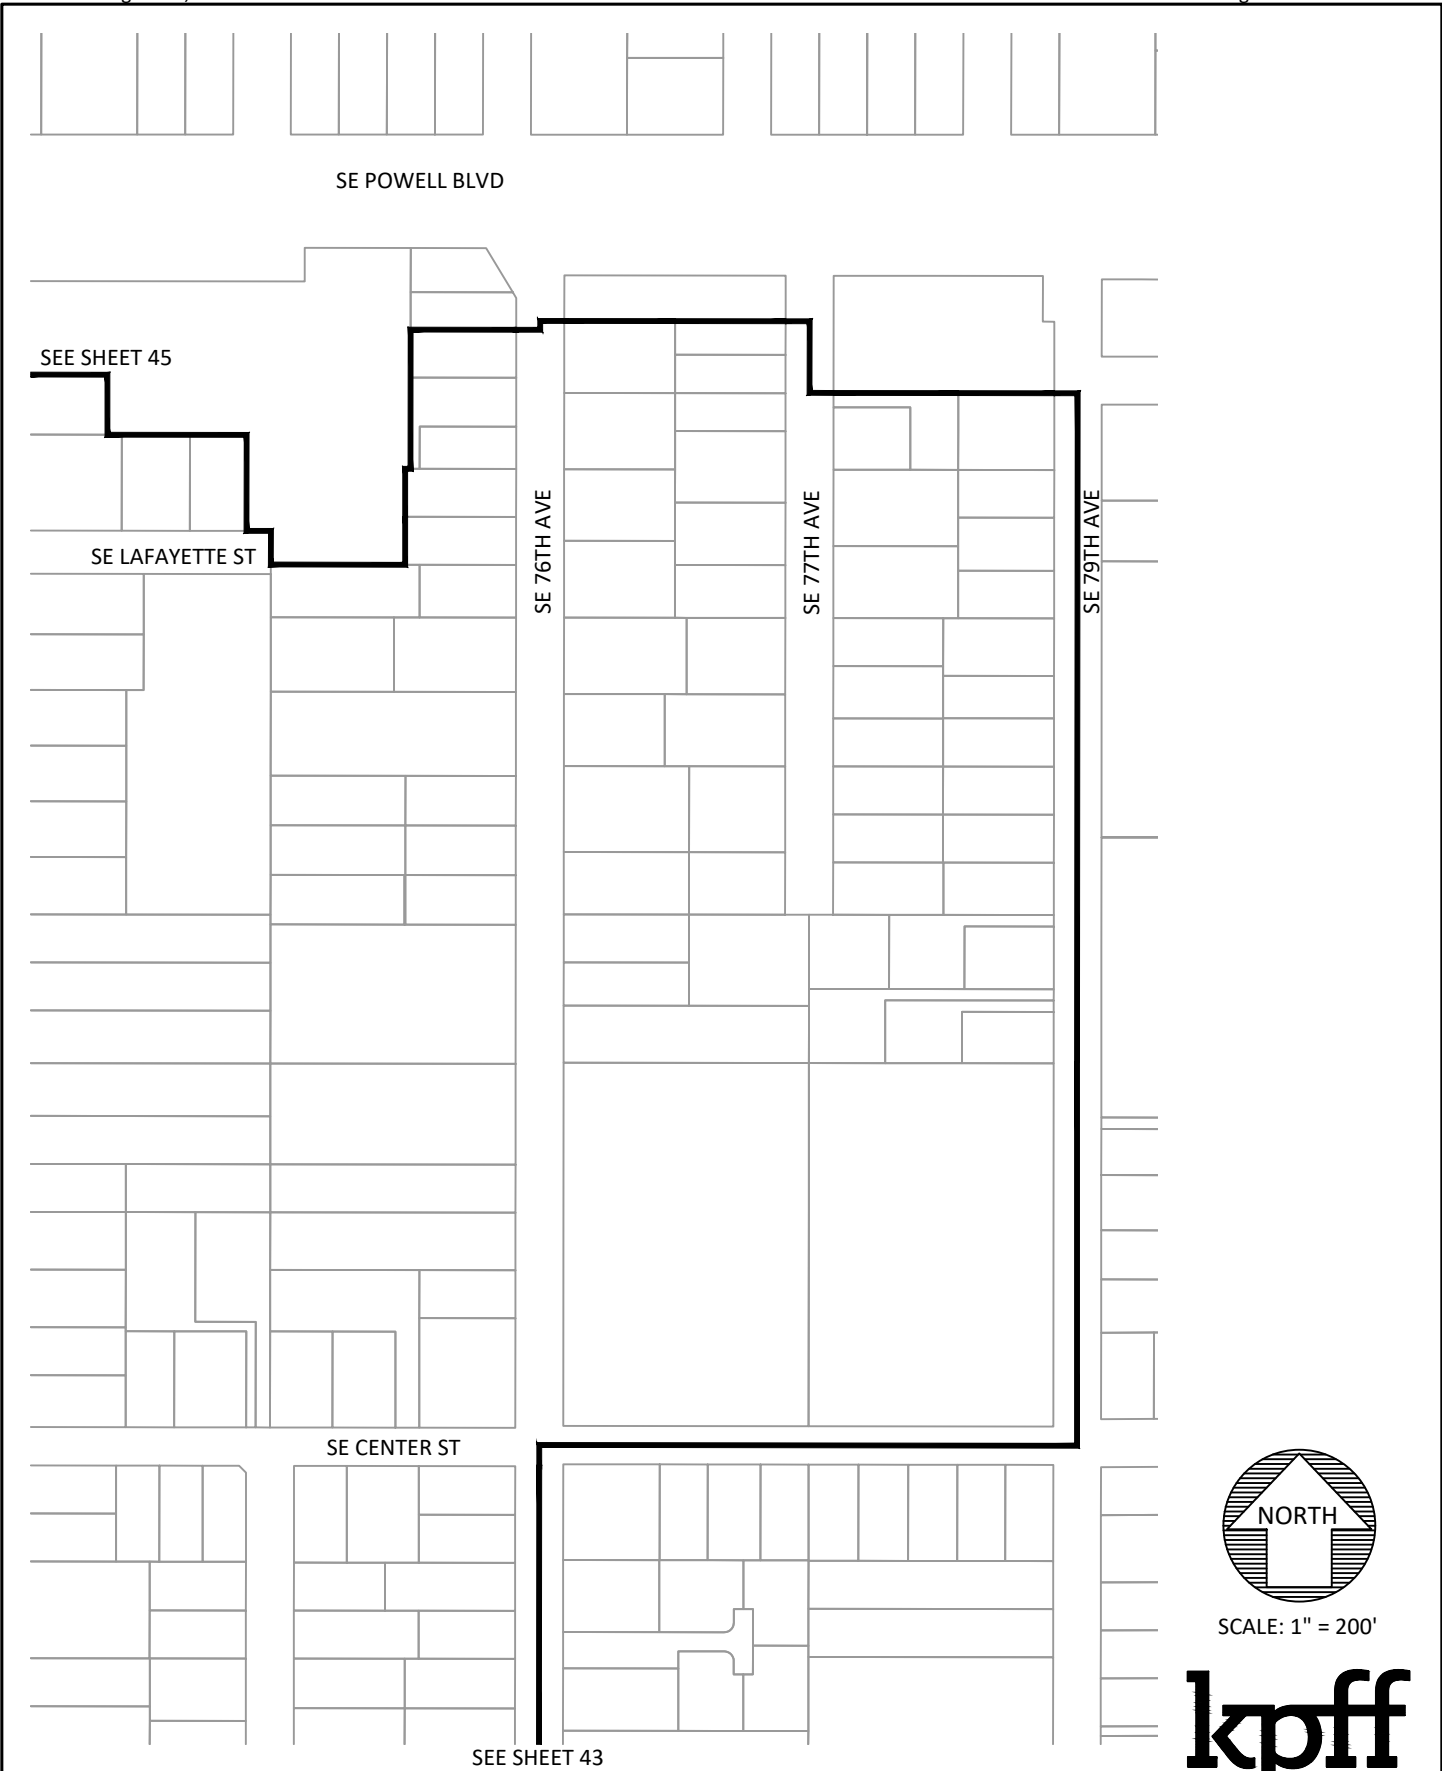 SE POWELL BLVD
SEE SHEET 45
SE LAFAYETTE ST
SE 76TH AVE
SE 77TH AVE
SE 79TH AVE
SE CENTER ST
NORTH
SCALE: 1" = 200'
kpff
SEE SHEET 43